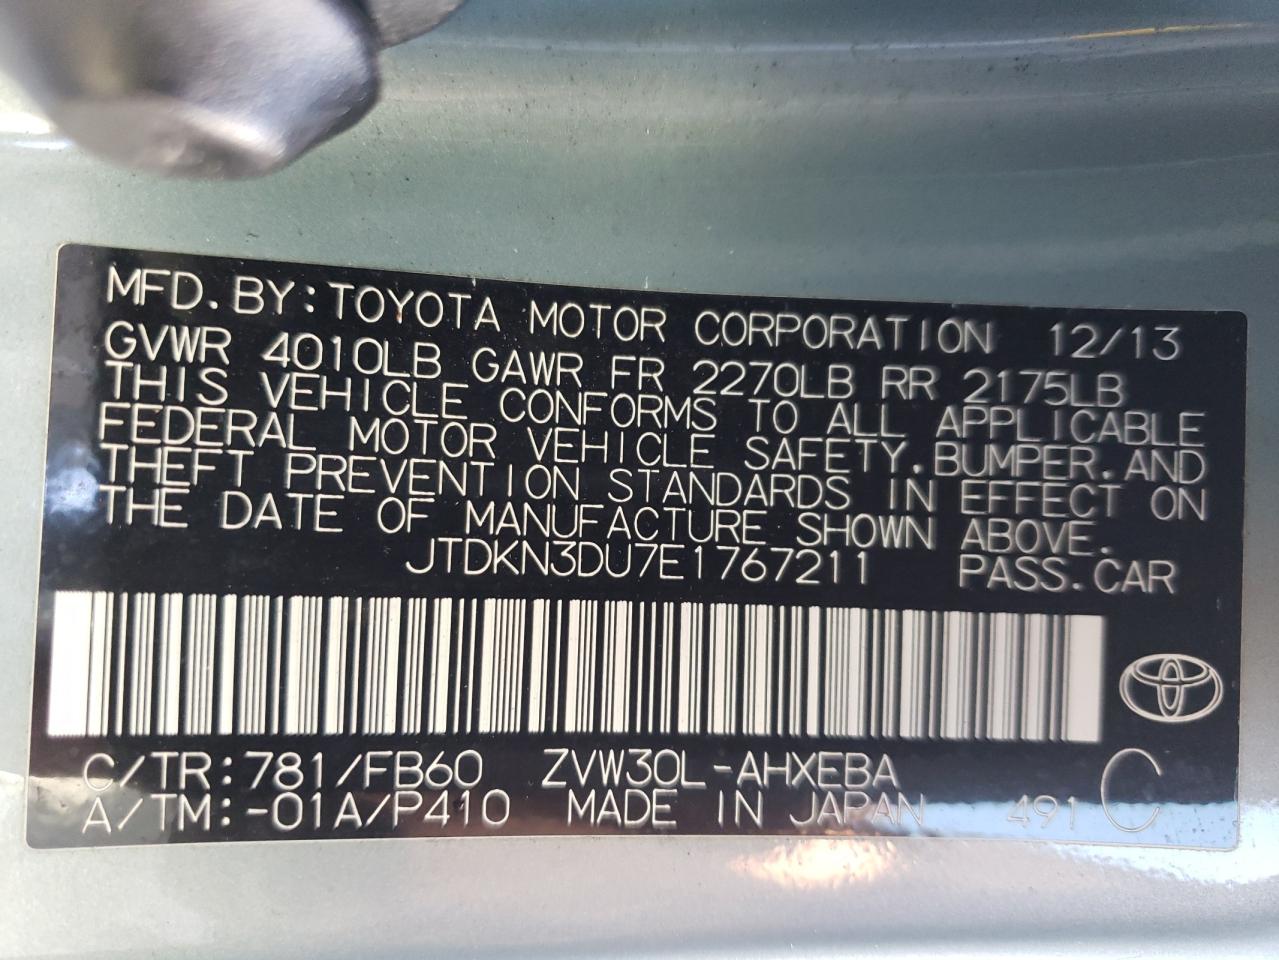 MFD.BY:TOYOTA MOTOR CORPORATION 12/13
GVWR 4010LB GAWR FR 2270LB RR 2175LB
THIS VEHICLE CONFORMS TO ALL APPLICABLE
FEDERAL MOTOR VEHICLE SAFETY.BUMPER.AND
THEFT PREVENTION STANDARDS IN EFFECT ON
THE DATE OF MANUFACTURE SHOWN ABOVE.
JTDKN3DU7E1767211 PASS.CAR
C/TR:781/FB60 ZVW30L-AHXEBA
A/TM:-01A/P410 MADE IN JAPAN 491 C